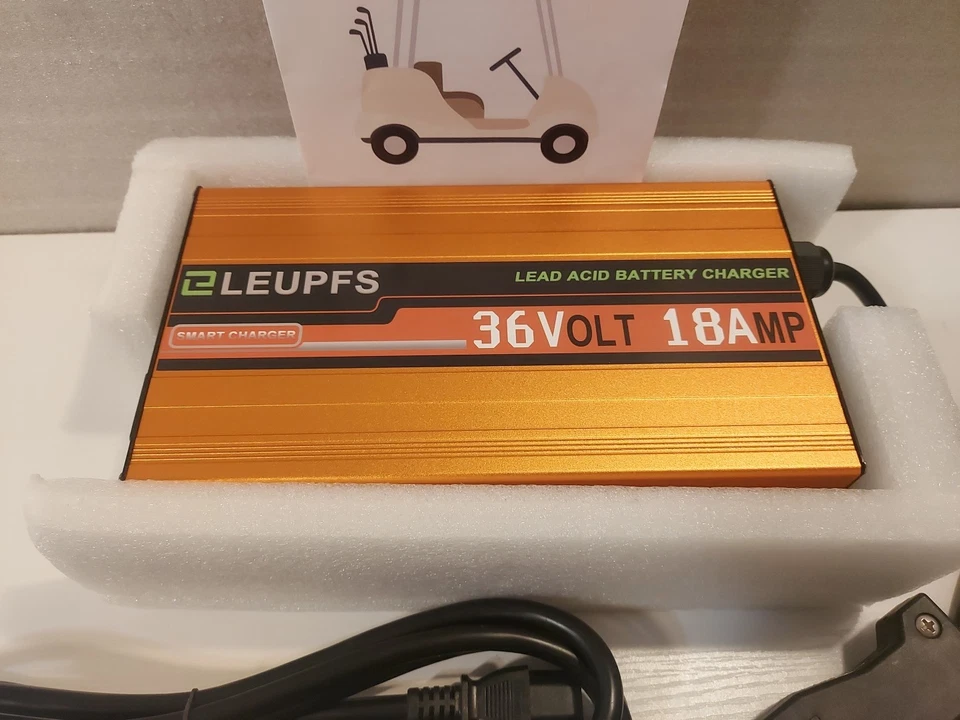 LEUPFS
LEAD ACID BATTERY CHARGER
SMART CHARGER
36VOLT 18AMP